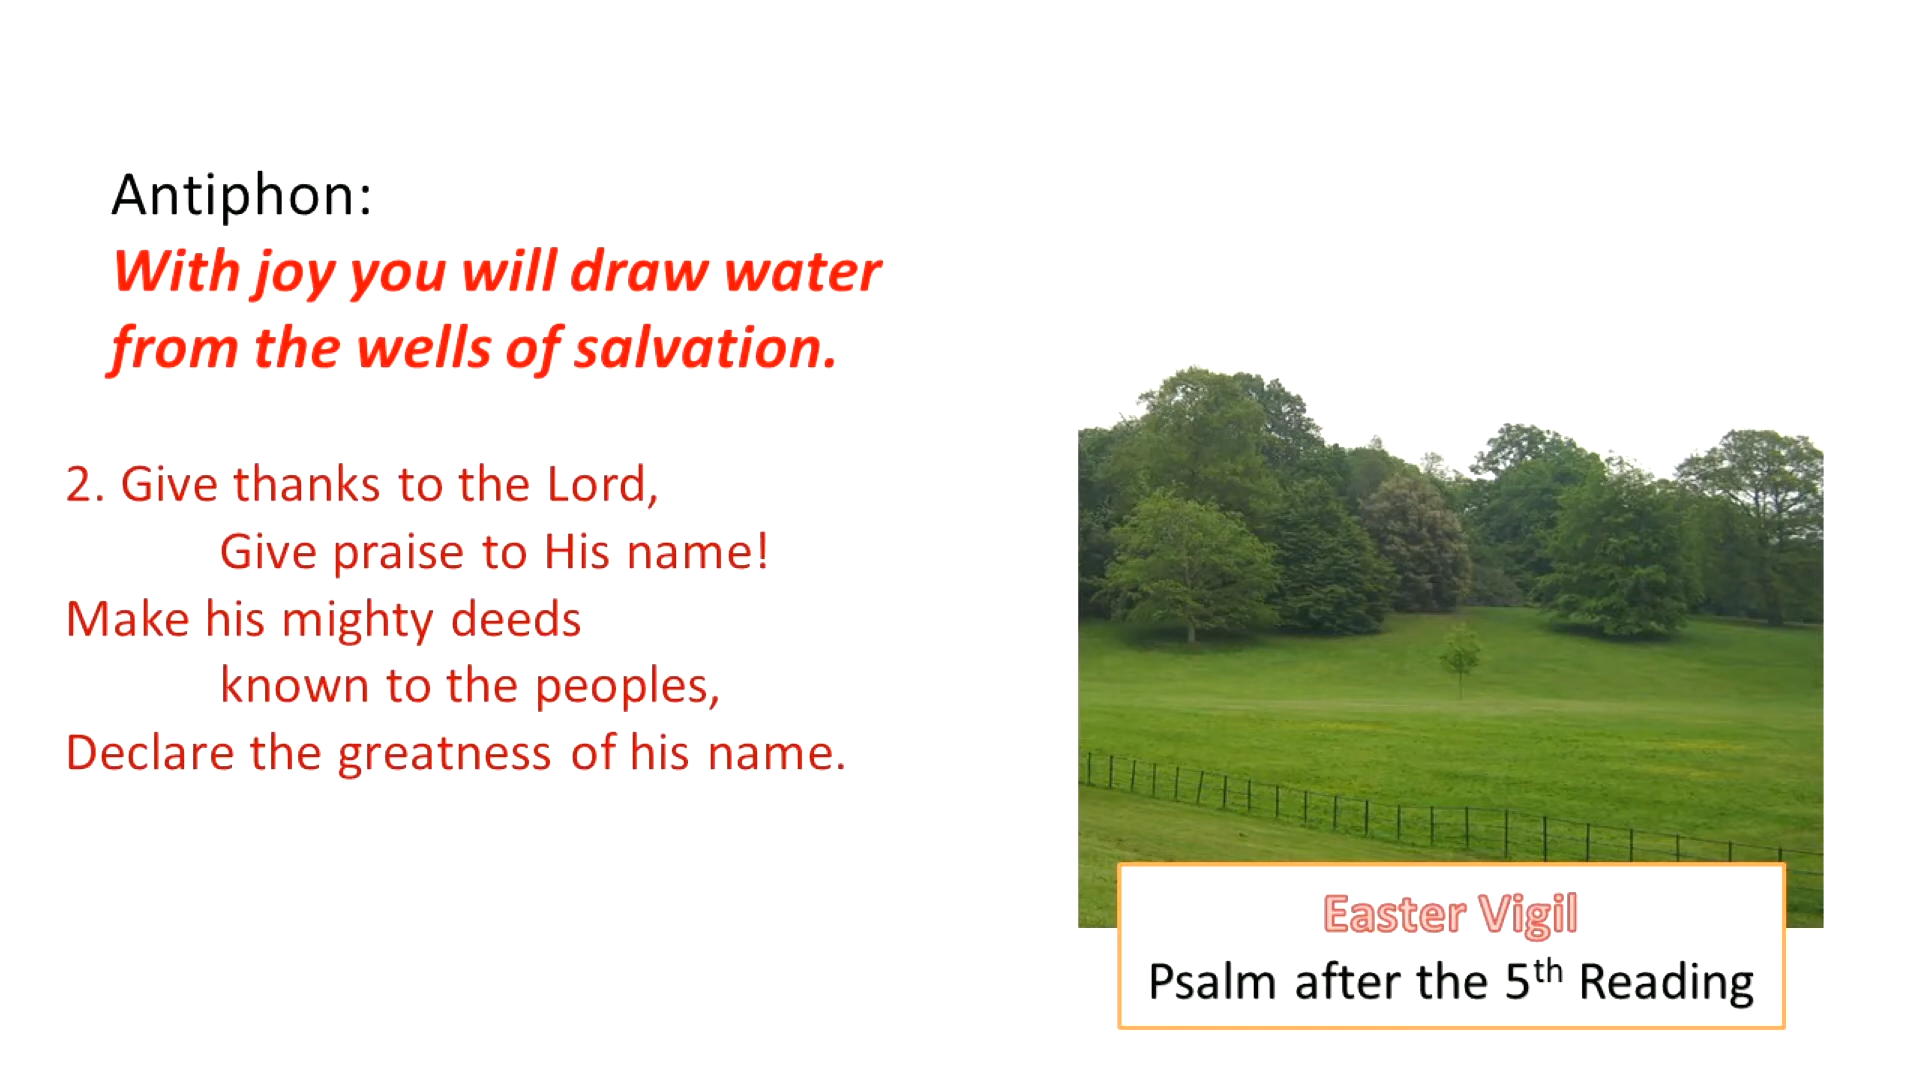 Antiphon:
With joy you will draw water
from the wells of salvation.
2. Give thanks to the Lord,
Give praise to His name!
Make his mighty deeds
known to the peoples,
Declare the greatness of his name.
Easter Vigil
Psalm after the 5th Reading